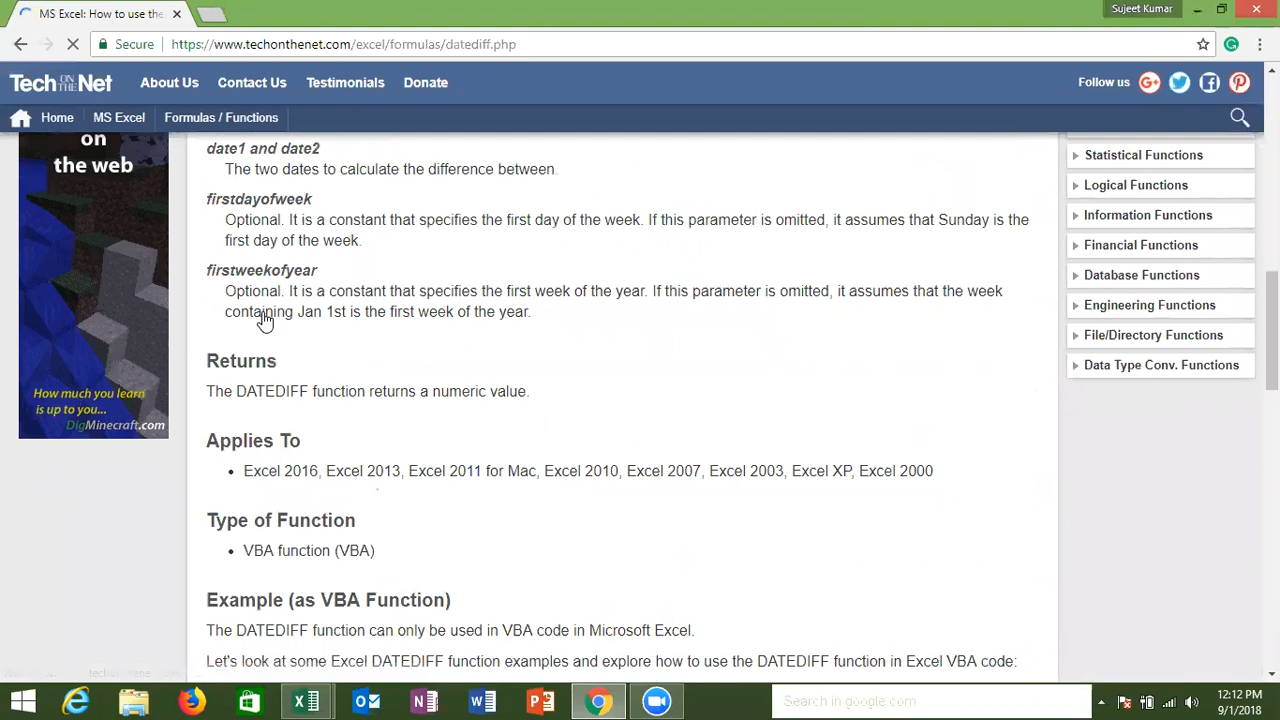 MS Excel: How to use the
Sujeet Kumar
Secure
https://www.techonthenet.com/excel/formulas/datediff.php
Tech ON THE Net
About Us
Contact Us
Testimonials
Donate
Follow us
Home
MS Excel
Formulas / Functions
on
the web
How much you learn
is up to you...
DigMinecraft.com
date1 and date2
The two dates to calculate the difference between.
firstdayofweek
Optional. It is a constant that specifies the first day of the week. If this parameter is omitted, it assumes that Sunday is the
first day of the week.
firstweekofyear
Optional. It is a constant that specifies the first week of the year. If this parameter is omitted, it assumes that the week
containing Jan 1st is the first week of the year.
Returns
The DATEDIFF function returns a numeric value.
Applies To
• Excel 2016, Excel 2013, Excel 2011 for Mac, Excel 2010, Excel 2007, Excel 2003, Excel XP, Excel 2000
Type of Function
• VBA function (VBA)
Example (as VBA Function)
The DATEDIFF function can only be used in VBA code in Microsoft Excel.
Let's look at some Excel DATEDIFF function examples and explore how to use the DATEDIFF function in Excel VBA code:
Statistical Functions
Logical Functions
Information Functions
Financial Functions
Database Functions
Engineering Functions
File/Directory Functions
Data Type Conv. Functions
Search in google.com
12:12 PM
9/1/2018